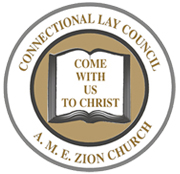 CONNECTIONAL LAY COUNCIL
COME
WITH
US
TO CHRIST
A. M. E. ZION CHURCH